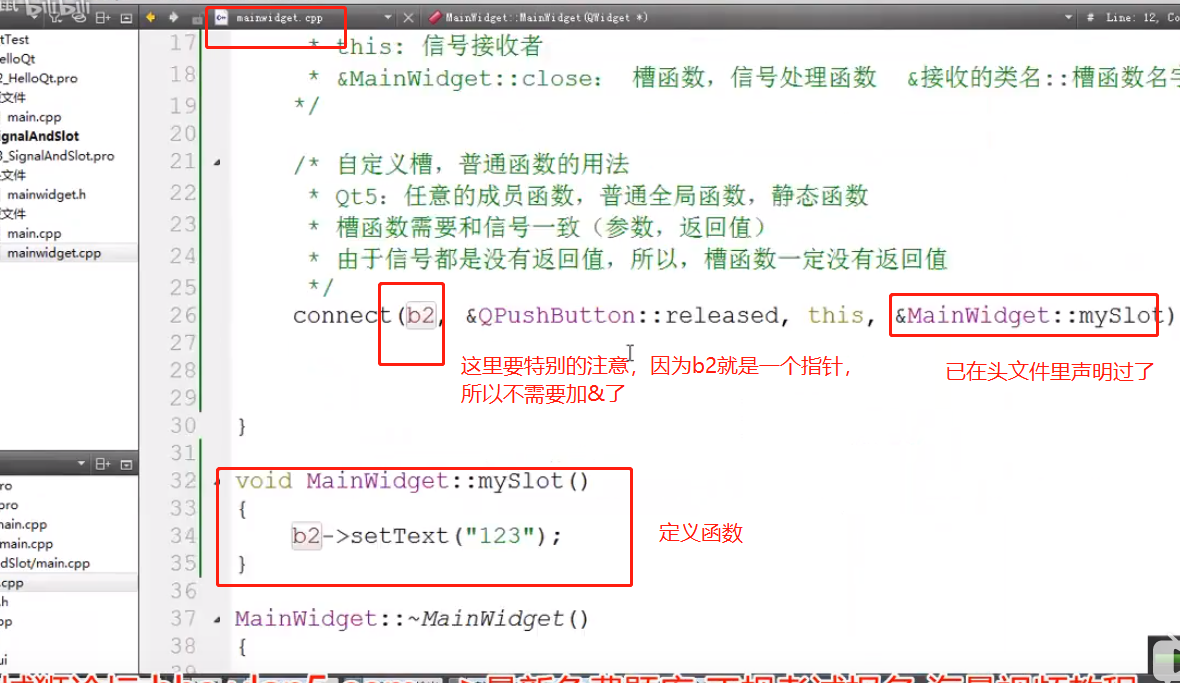 bilibili
mainwidget.cpp
MainWidget::MainWidget(QWidget *)
# Line: 12, Co
tTest
elloQt
2_HelloQt.pro
文件
main.cpp
ignalAndSlot
3_SignalAndSlot.pro
文件
mainwidget.h
文件
main.cpp
mainwidget.cpp
ro
pro
main.cpp
main.cpp
dSlot/main.cpp
.cpp
.h
pp
ui
17 * this: 信号接收者
18 * &MainWidget::close: 槽函数，信号处理函数 &接收的类名::槽函数名字
19 */
20
21 /* 自定义槽，普通函数的用法
22 * Qt5：任意的成员函数，普通全局函数，静态函数
23 * 槽函数需要和信号一致（参数，返回值）
24 * 由于信号都是没有返回值，所以，槽函数一定没有返回值
25 */
26 connect(b2, &QPushButton::released, this, &MainWidget::mySlot)
27
这里要特别的注意，因为b2就是一个指针，
所以不需要加&了
已在头文件里声明过了
28
29
30 }
31
32 void MainWidget::mySlot()
33 {
34 b2->setText("123");
定义函数
35 }
36
37 MainWidget::~MainWidget()
38 {
39